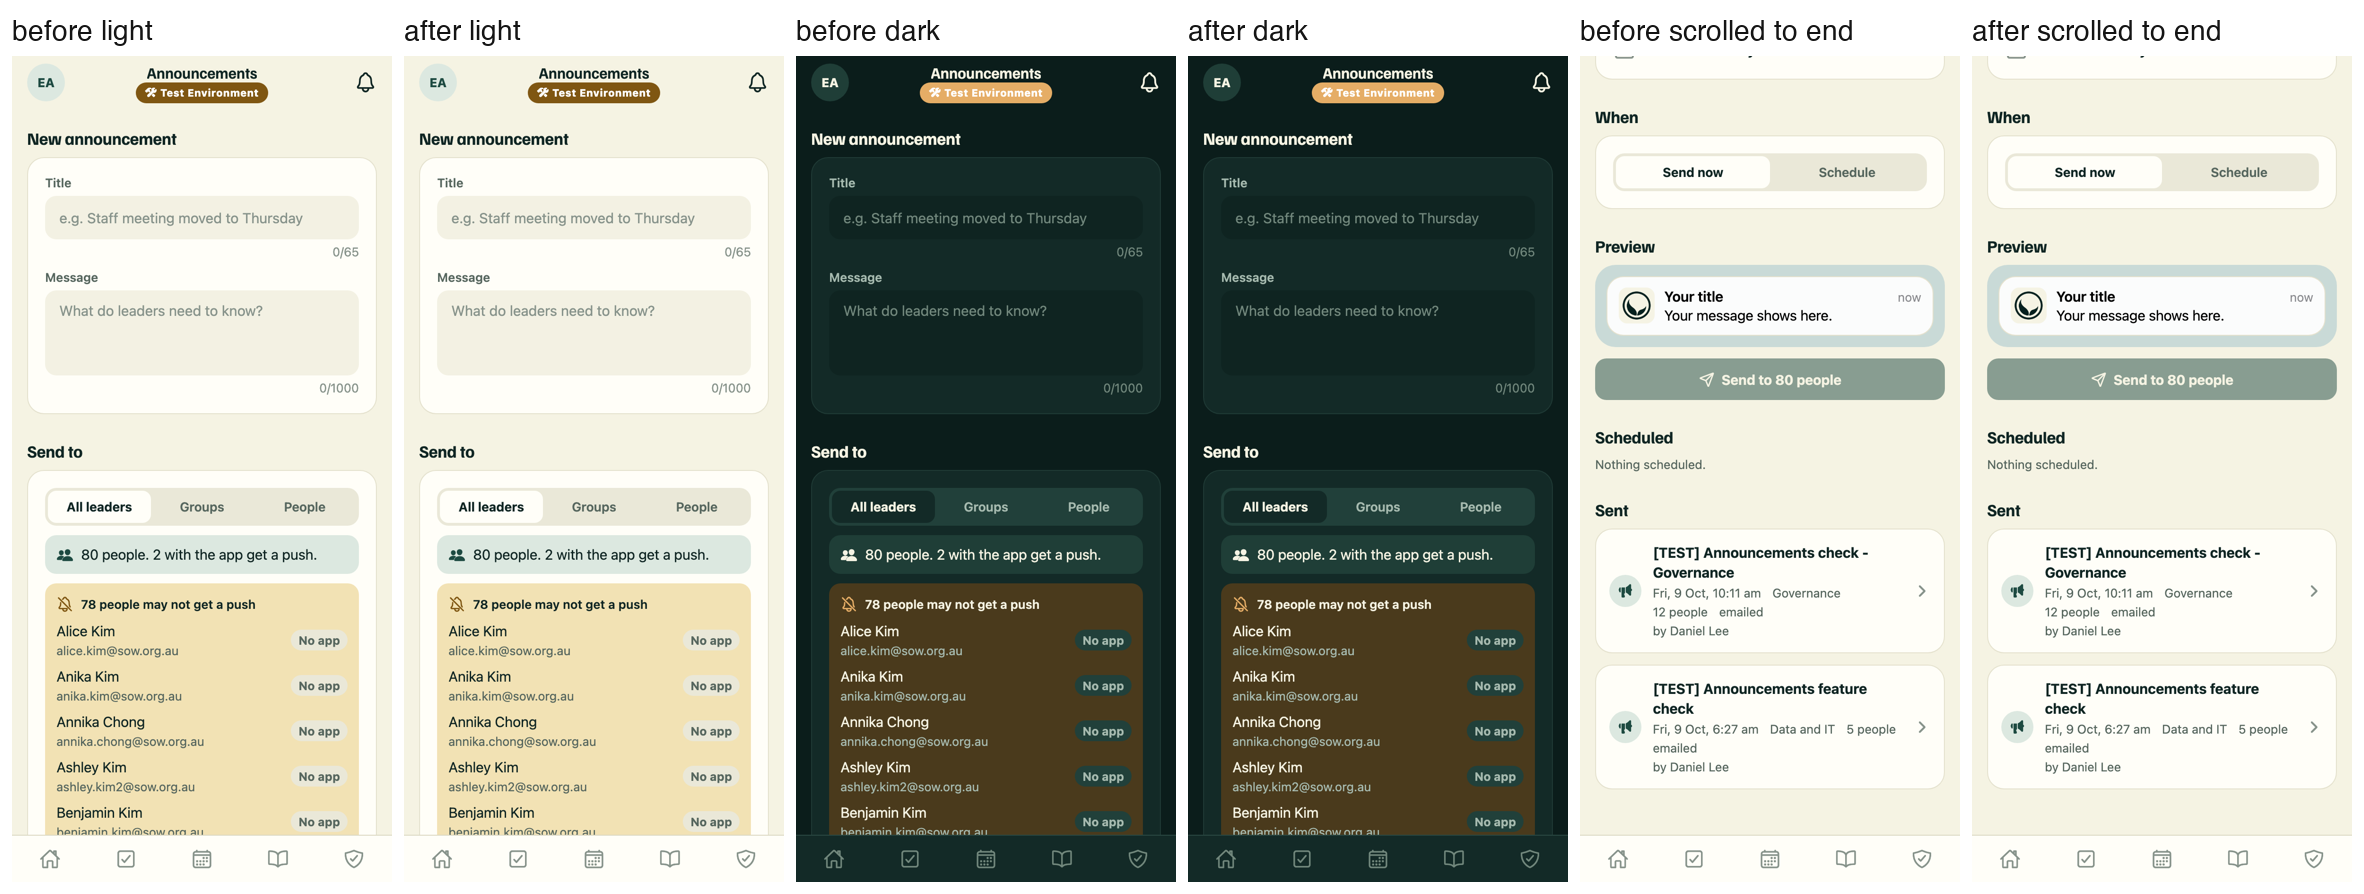 before light
EA
Announcements
🛠 Test Environment
New announcement
Title
e.g. Staff meeting moved to Thursday
0/65
Message
What do leaders need to know?
0/1000
Send to
All leaders
Groups
People
80 people. 2 with the app get a push.
78 people may not get a push
Alice Kim
alice.kim@sow.org.au
No app
Anika Kim
anika.kim@sow.org.au
No app
Annika Chong
annika.chong@sow.org.au
No app
Ashley Kim
ashley.kim2@sow.org.au
No app
Benjamin Kim
benjamin.kim@sow.org.au
No app
after light
EA
Announcements
🛠 Test Environment
New announcement
Title
e.g. Staff meeting moved to Thursday
0/65
Message
What do leaders need to know?
0/1000
Send to
All leaders
Groups
People
80 people. 2 with the app get a push.
78 people may not get a push
Alice Kim
alice.kim@sow.org.au
No app
Anika Kim
anika.kim@sow.org.au
No app
Annika Chong
annika.chong@sow.org.au
No app
Ashley Kim
ashley.kim2@sow.org.au
No app
Benjamin Kim
benjamin.kim@sow.org.au
No app
before dark
EA
Announcements
🛠 Test Environment
New announcement
Title
e.g. Staff meeting moved to Thursday
0/65
Message
What do leaders need to know?
0/1000
Send to
All leaders
Groups
People
80 people. 2 with the app get a push.
78 people may not get a push
Alice Kim
alice.kim@sow.org.au
No app
Anika Kim
anika.kim@sow.org.au
No app
Annika Chong
annika.chong@sow.org.au
No app
Ashley Kim
ashley.kim2@sow.org.au
No app
Benjamin Kim
benjamin.kim@sow.org.au
No app
after dark
EA
Announcements
🛠 Test Environment
New announcement
Title
e.g. Staff meeting moved to Thursday
0/65
Message
What do leaders need to know?
0/1000
Send to
All leaders
Groups
People
80 people. 2 with the app get a push.
78 people may not get a push
Alice Kim
alice.kim@sow.org.au
No app
Anika Kim
anika.kim@sow.org.au
No app
Annika Chong
annika.chong@sow.org.au
No app
Ashley Kim
ashley.kim2@sow.org.au
No app
Benjamin Kim
benjamin.kim@sow.org.au
No app
before scrolled to end
When
Send now
Schedule
Preview
Your title
now
Your message shows here.
Send to 80 people
Scheduled
Nothing scheduled.
Sent
[TEST] Announcements check -
Governance
Fri, 9 Oct, 10:11 am Governance
12 people emailed
by Daniel Lee
[TEST] Announcements feature
check
Fri, 9 Oct, 6:27 am Data and IT 5 people
emailed
by Daniel Lee
after scrolled to end
When
Send now
Schedule
Preview
Your title
now
Your message shows here.
Send to 80 people
Scheduled
Nothing scheduled.
Sent
[TEST] Announcements check -
Governance
Fri, 9 Oct, 10:11 am Governance
12 people emailed
by Daniel Lee
[TEST] Announcements feature
check
Fri, 9 Oct, 6:27 am Data and IT 5 people
emailed
by Daniel Lee